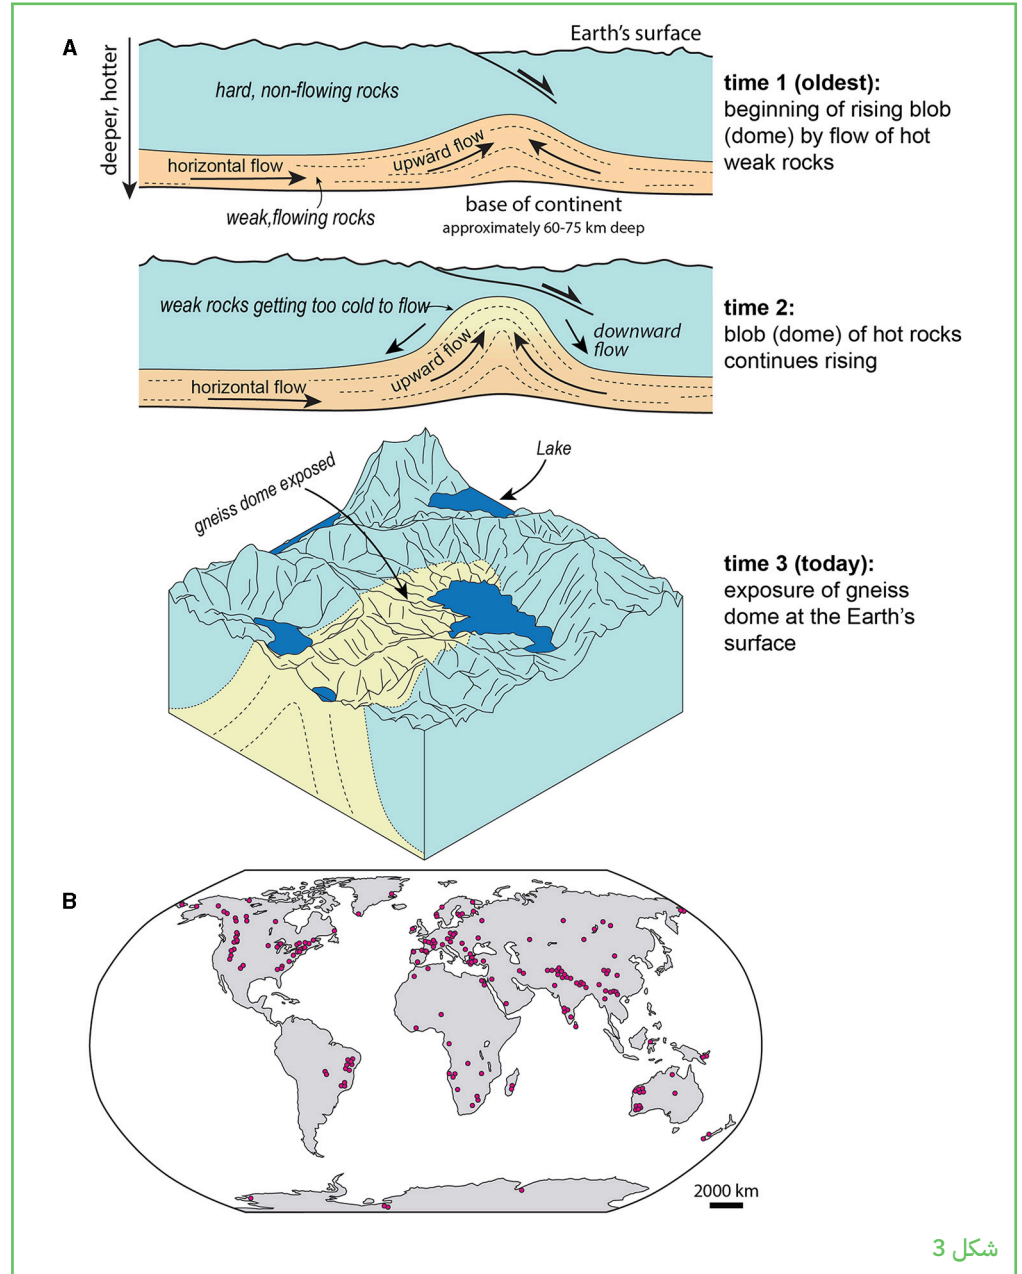 A
Earth's surface
deeper, hotter
hard, non-flowing rocks
upward flow
horizontal flow
weak,flowing rocks
base of continent
approximately 60-75 km deep
time 1 (oldest):
beginning of rising blob
(dome) by flow of hot
weak rocks
weak rocks getting too cold to flow
downward
flow
upward flow
horizontal flow
time 2:
blob (dome) of hot rocks
continues rising
gneiss dome exposed
Lake
time 3 (today):
exposure of gneiss
dome at the Earth's
surface
B
2000 km
شكل 3